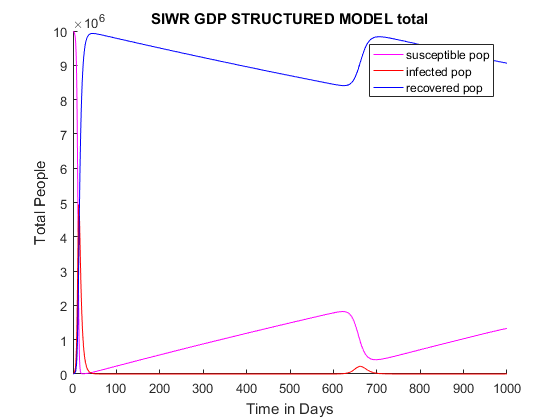 SIWR GDP STRUCTURED MODEL total
×10^6
10
9
8
7
6
5
4
3
2
1
0
Total People
susceptible pop
infected pop
recovered pop
0 100 200 300 400 500 600 700 800 900 1000
Time in Days